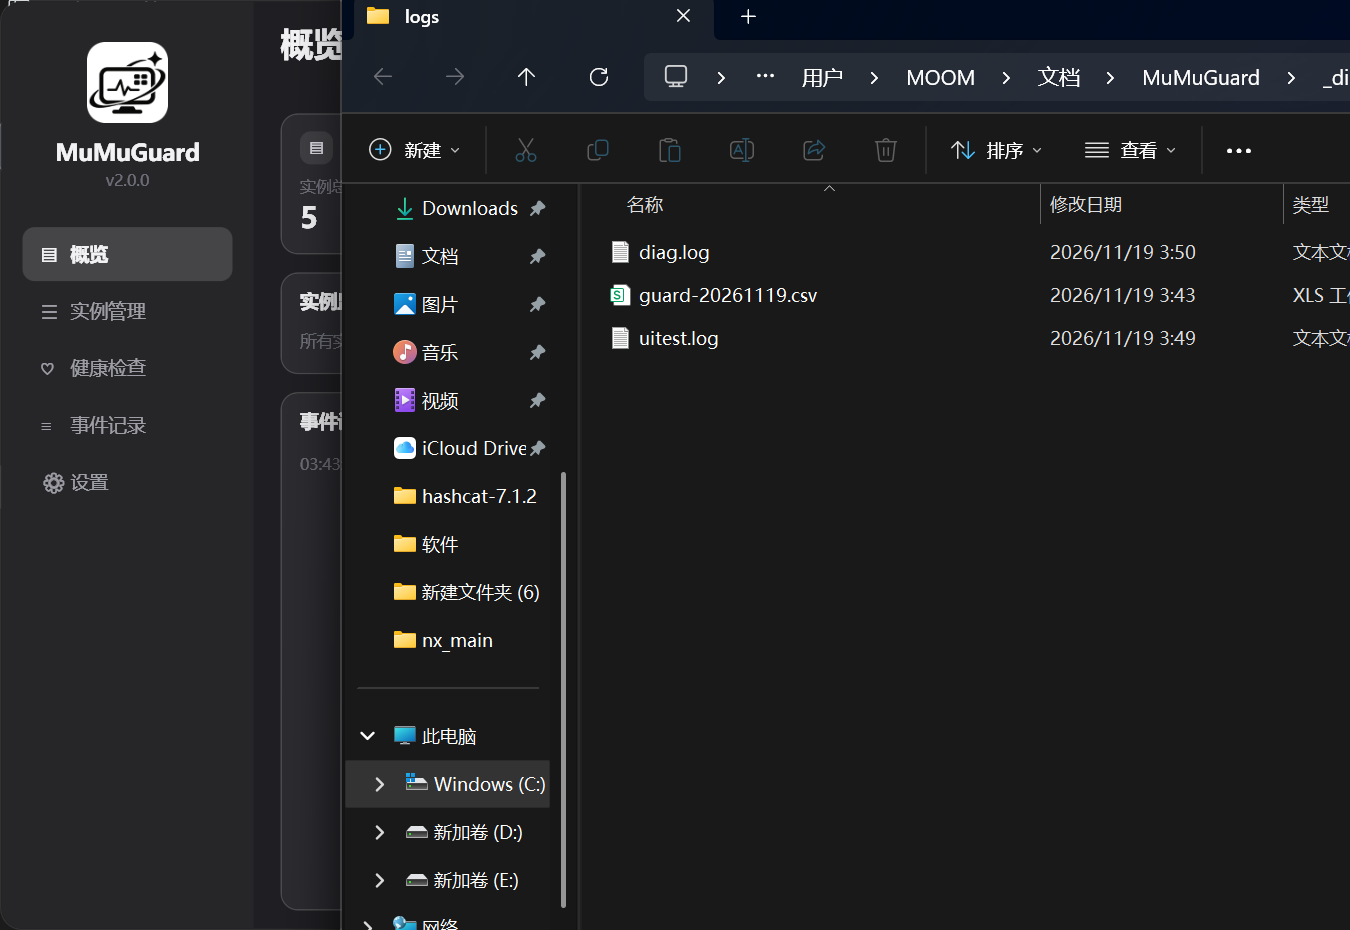 MuMuGuard
v2.0.0
概览
实例管理
健康检查
事件记录
设置
概览
实例总
5
实例
所有实
事件
03:43
logs
用户
MOOM
文档
MuMuGuard
_di
新建
排序
查看
Downloads
文档
图片
音乐
视频
iCloud Drive
hashcat-7.1.2
软件
新建文件夹 (6)
nx_main
此电脑
Windows (C:)
新加卷 (D:)
新加卷 (E:)
网络
名称 修改日期 类型
diag.log 2026/11/19 3:50 文本文
guard-20261119.csv 2026/11/19 3:43 XLS 工
uitest.log 2026/11/19 3:49 文本文